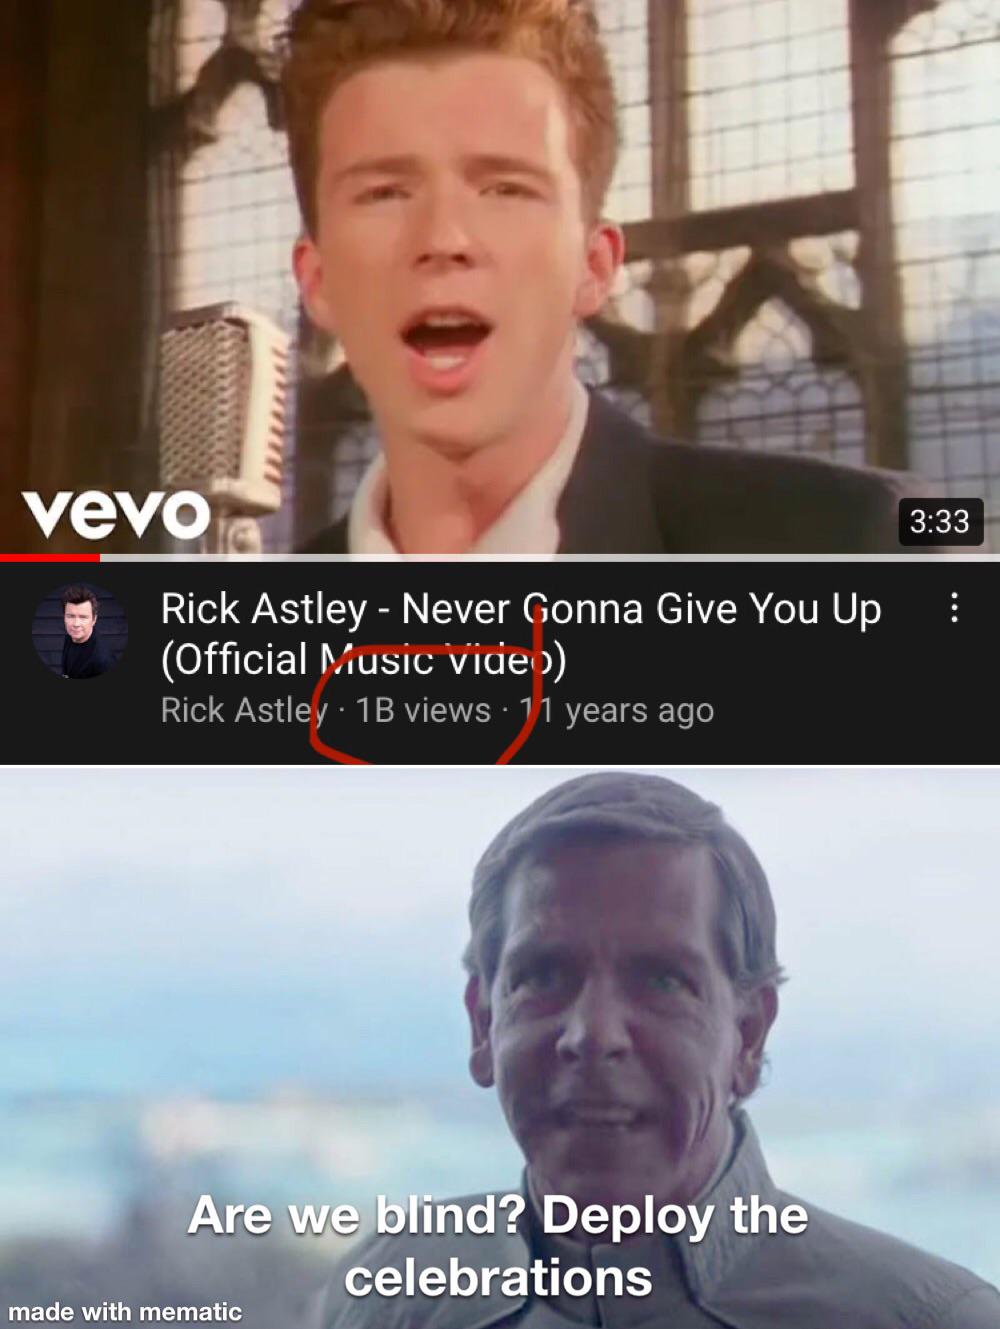 vevo
3:33
Rick Astley - Never Gonna Give You Up
(Official Music Video)
Rick Astley · 1B views · 11 years ago
Are we blind? Deploy the
celebrations
made with mematic